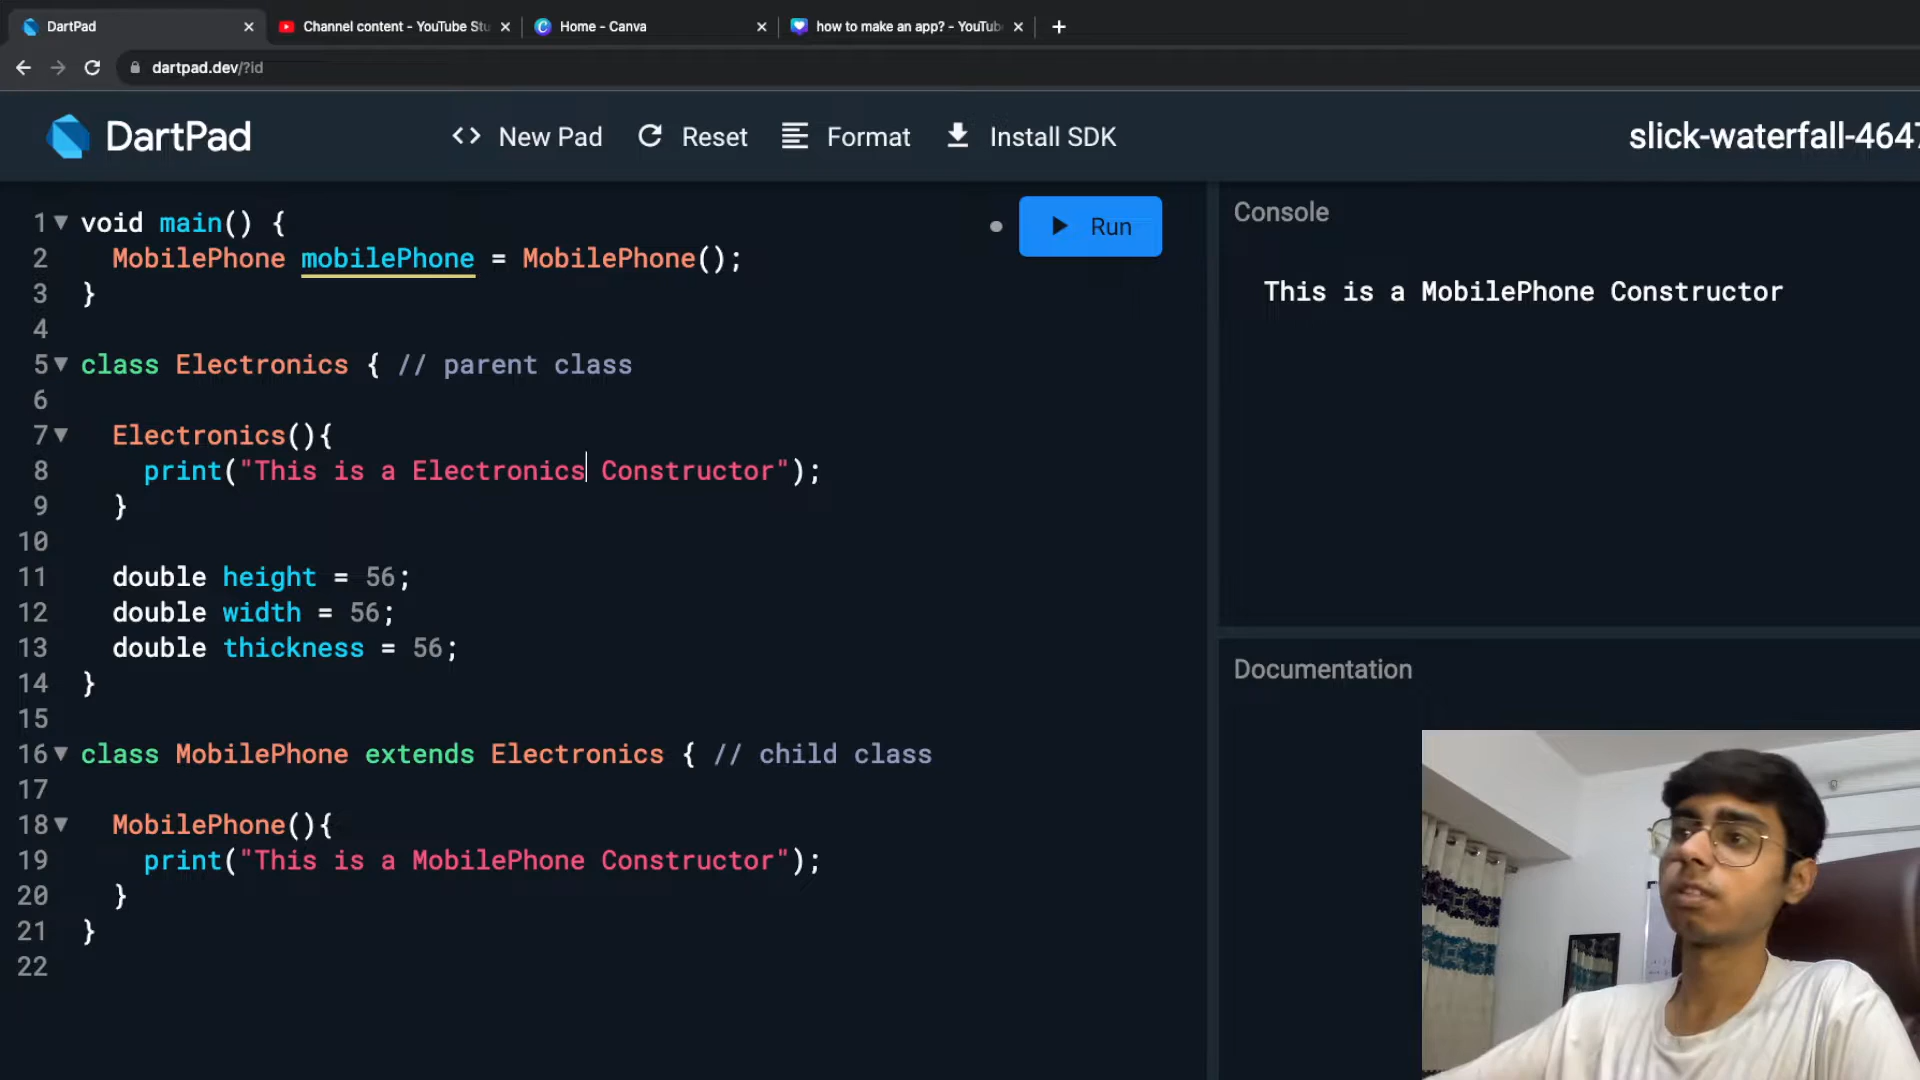 DartPad
Channel content - YouTube Stu
Home - Canva
how to make an app? - YouTub
dartpad.dev/?id
DartPad
New Pad
Reset
Format
Install SDK
slick-waterfall-4647
1 void main() {
2 MobilePhone mobilePhone = MobilePhone();
3 }
4
5 class Electronics { // parent class
6
7 Electronics(){
8 print("This is a Electronics Constructor");
9 }
10
11 double height = 56;
12 double width = 56;
13 double thickness = 56;
14 }
15
16 class MobilePhone extends Electronics { // child class
17
18 MobilePhone(){
19 print("This is a MobilePhone Constructor");
20 }
21 }
22
Run
Console
This is a MobilePhone Constructor
Documentation